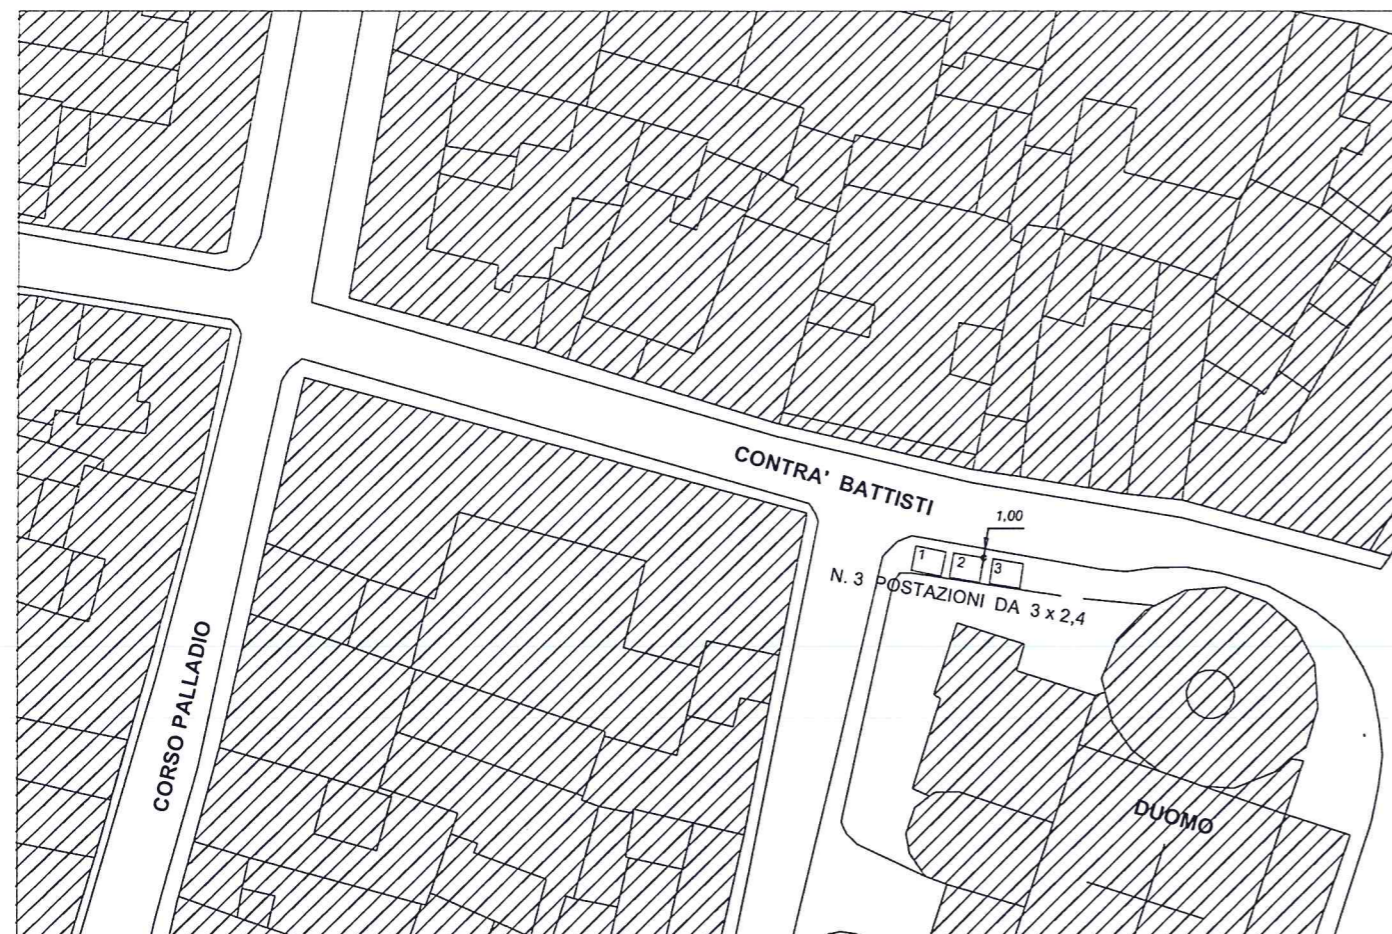 CONTRA' BATTISTI
1,00
1
2
3
N. 3 POSTAZIONI DA 3 x 2,4
CORSO PALLADIO
DUOMO